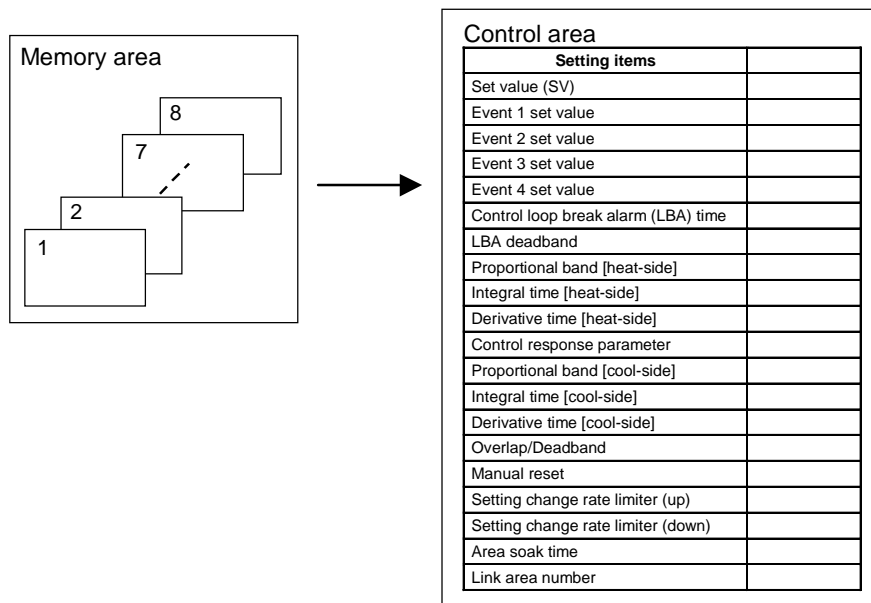 Memory area
8
7
2
1
Control area
Setting items
Set value (SV)
Event 1 set value
Event 2 set value
Event 3 set value
Event 4 set value
Control loop break alarm (LBA) time
LBA deadband
Proportional band [heat-side]
Integral time [heat-side]
Derivative time [heat-side]
Control response parameter
Proportional band [cool-side]
Integral time [cool-side]
Derivative time [cool-side]
Overlap/Deadband
Manual reset
Setting change rate limiter (up)
Setting change rate limiter (down)
Area soak time
Link area number